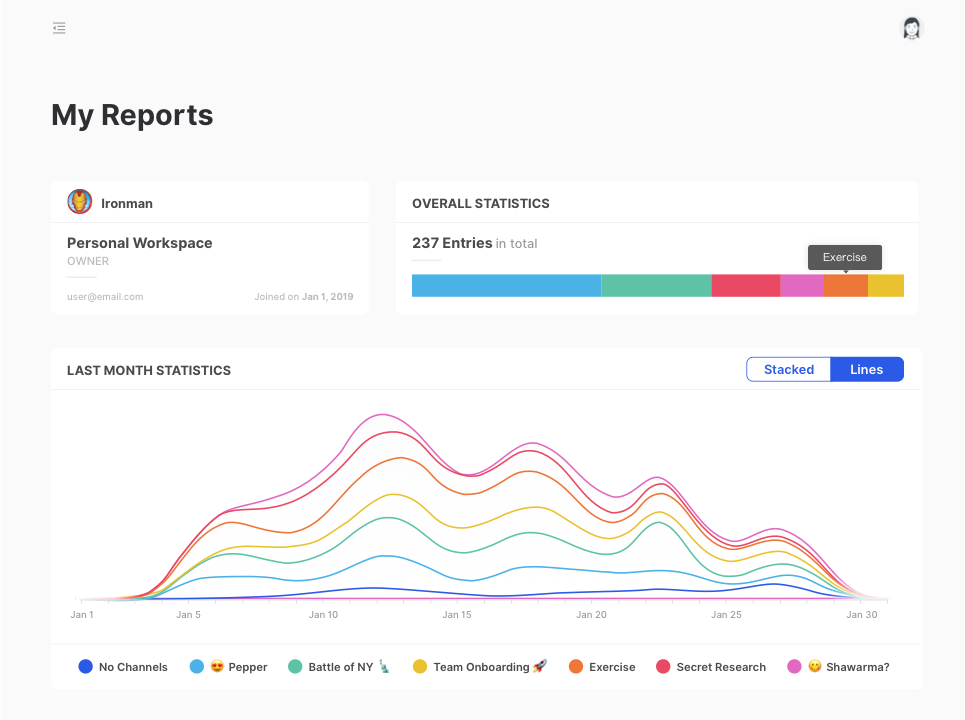 My Reports
Ironman
Personal Workspace
OWNER
user@email.com
Joined on Jan 1, 2019
OVERALL STATISTICS
237 Entries in total
Exercise
LAST MONTH STATISTICS
Stacked
Lines
Jan 1 Jan 5 Jan 10 Jan 15 Jan 20 Jan 25 Jan 30
No Channels 😍 Pepper Battle of NY 🗽 Team Onboarding 🚀 Exercise Secret Research 😋 Shawarma?